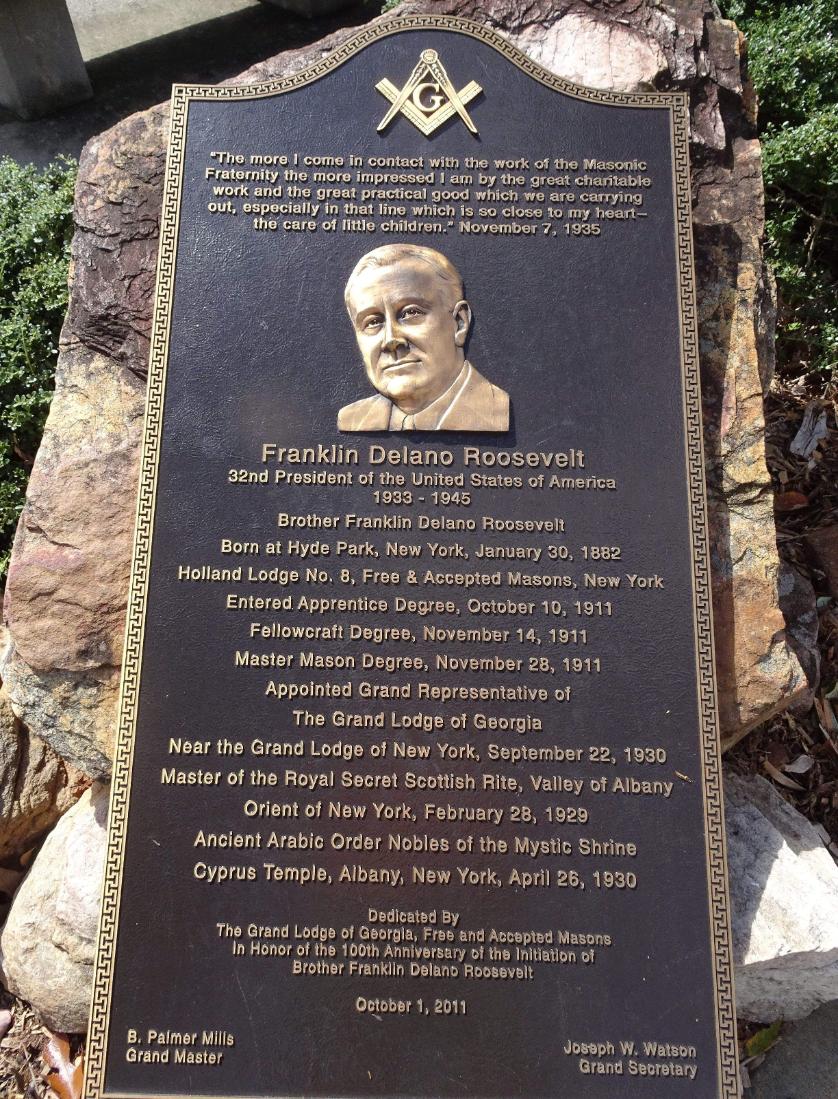 G
"The more I come in contact with the work of the Masonic
Fraternity the more impressed I am by the great charitable
work and the great practical good which we are carrying
out, especially in that line which is so close to my heart—
the care of little children." November 7, 1935
Franklin Delano Roosevelt
32nd President of the United States of America
1933 - 1945
Brother Franklin Delano Roosevelt
Born at Hyde Park, New York, January 30, 1882
Holland Lodge No. 8, Free & Accepted Masons, New York
Entered Apprentice Degree, October 10, 1911
Fellowcraft Degree, November 14, 1911
Master Mason Degree, November 28, 1911
Appointed Grand Representative of
The Grand Lodge of Georgia
Near the Grand Lodge of New York, September 22, 1930
Master of the Royal Secret Scottish Rite, Valley of Albany
Orient of New York, February 28, 1929
Ancient Arabic Order Nobles of the Mystic Shrine
Cyprus Temple, Albany, New York, April 26, 1930
Dedicated By
The Grand Lodge of Georgia, Free and Accepted Masons
In Honor of the 100th Anniversary of the Initiation of
Brother Franklin Delano Roosevelt
October 1, 2011
B. Palmer Mills
Grand Master
Joseph W. Watson
Grand Secretary